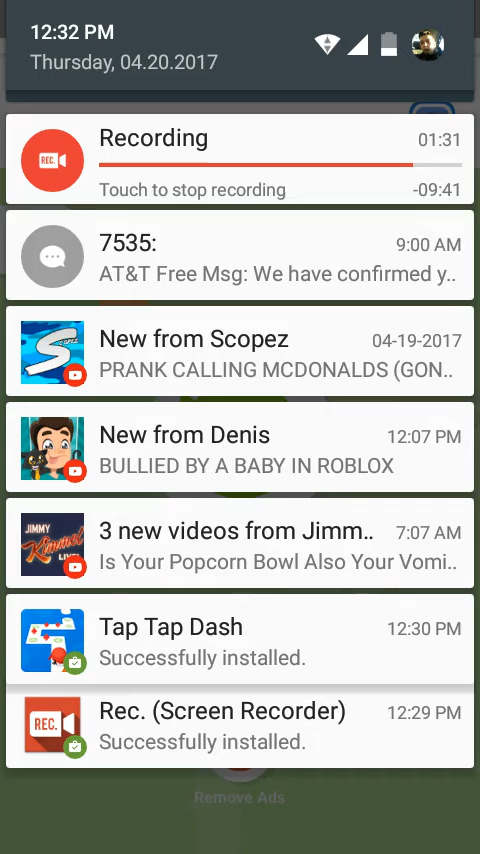 12:32 PM
Thursday, 04.20.2017
Recording 01:31
REC.
Touch to stop recording -09:41
7535: 9:00 AM
AT&T Free Msg: We have confirmed y..
New from Scopez 04-19-2017
SCOPEZ
PRANK CALLING MCDONALDS (GON..
New from Denis 12:07 PM
BULLIED BY A BABY IN ROBLOX
3 new videos from Jimm.. 7:07 AM
JIMMY
Kimmel
LIVE!
Is Your Popcorn Bowl Also Your Vomi..
Tap Tap Dash 12:30 PM
Successfully installed.
Rec. (Screen Recorder) 12:29 PM
REC.
Successfully installed.
Remove Ads